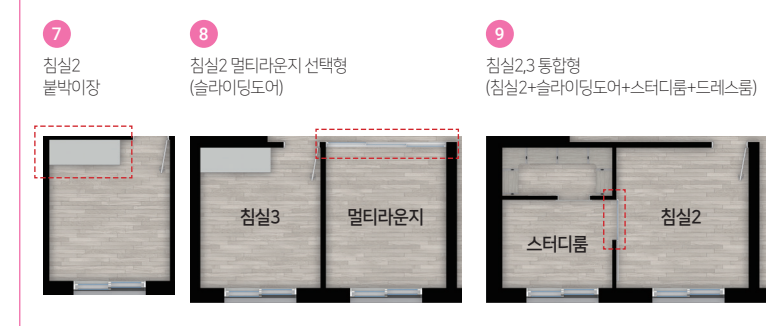 7
침실2
붙박이장
8
침실2 멀티라운지 선택형
(슬라이딩도어)
침실3
멀티라운지
9
침실2,3 통합형
(침실2+슬라이딩도어+스터디룸+드레스룸)
스터디룸
침실2